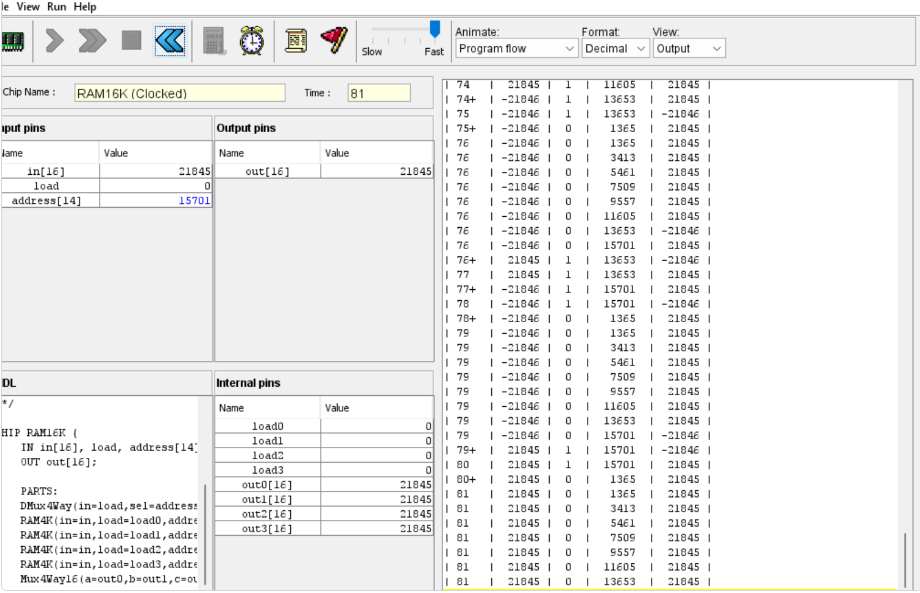 le View Run Help
Slow
Fast
Animate:
Program flow
Format:
Decimal
View:
Output
Chip Name :
RAM16K (Clocked)
Time :
81
nput pins
Name Value
in[16] 21845
load 0
address[14] 15701
Output pins
Name Value
out[16] 21845
DL
*/
HIP RAM16K {
IN in[16], load, address[14]
OUT out[16];
PARTS:
DMux4Way(in=load,sel=address
RAM4K(in=in,load=load0,addre
RAM4K(in=in,load=load1,addre
RAM4K(in=in,load=load2,addre
RAM4K(in=in,load=load3,addre
Mux4Way16(a=out0,b=out1,c=ou
Internal pins
Name Value
load0 0
load1 0
load2 0
load3 0
out0[16] 21845
out1[16] 21845
out2[16] 21845
out3[16] 21845
| 74 | 21845 | 1 | 11605 | 21845 |
| 74+ | -21846 | 1 | 13653 | 21845 |
| 75 | -21846 | 1 | 13653 | -21846 |
| 75+ | -21846 | 0 | 1365 | 21845 |
| 76 | -21846 | 0 | 1365 | 21845 |
| 76 | -21846 | 0 | 3413 | 21845 |
| 76 | -21846 | 0 | 5461 | 21845 |
| 76 | -21846 | 0 | 7509 | 21845 |
| 76 | -21846 | 0 | 9557 | 21845 |
| 76 | -21846 | 0 | 11605 | 21845 |
| 76 | -21846 | 0 | 13653 | -21846 |
| 76 | -21846 | 0 | 15701 | 21845 |
| 76+ | 21845 | 1 | 13653 | -21846 |
| 77 | 21845 | 1 | 13653 | 21845 |
| 77+ | -21846 | 1 | 15701 | 21845 |
| 78 | -21846 | 1 | 15701 | -21846 |
| 78+ | -21846 | 0 | 1365 | 21845 |
| 79 | -21846 | 0 | 1365 | 21845 |
| 79 | -21846 | 0 | 3413 | 21845 |
| 79 | -21846 | 0 | 5461 | 21845 |
| 79 | -21846 | 0 | 7509 | 21845 |
| 79 | -21846 | 0 | 9557 | 21845 |
| 79 | -21846 | 0 | 11605 | 21845 |
| 79 | -21846 | 0 | 13653 | 21845 |
| 79 | -21846 | 0 | 15701 | -21846 |
| 79+ | 21845 | 1 | 15701 | -21846 |
| 80 | 21845 | 1 | 15701 | 21845 |
| 80+ | 21845 | 0 | 1365 | 21845 |
| 81 | 21845 | 0 | 1365 | 21845 |
| 81 | 21845 | 0 | 3413 | 21845 |
| 81 | 21845 | 0 | 5461 | 21845 |
| 81 | 21845 | 0 | 7509 | 21845 |
| 81 | 21845 | 0 | 9557 | 21845 |
| 81 | 21845 | 0 | 11605 | 21845 |
| 81 | 21845 | 0 | 13653 | 21845 |